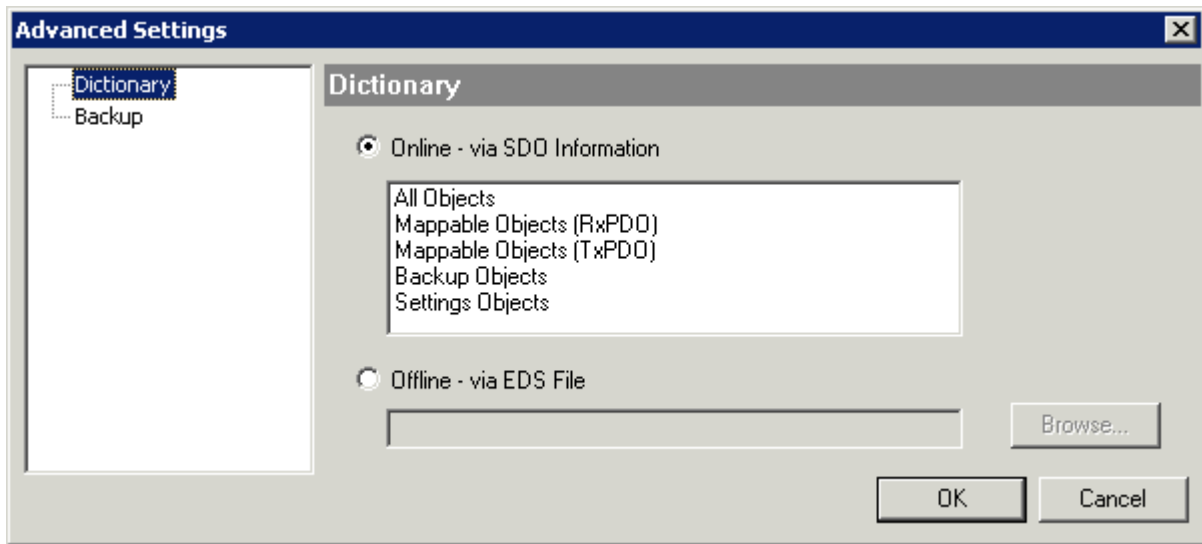 Advanced Settings
Dictionary
Backup
Dictionary
Online - via SDO Information
All Objects
Mappable Objects (RxPDO)
Mappable Objects (TxPDO)
Backup Objects
Settings Objects
Offline - via EDS File
Browse...
OK
Cancel